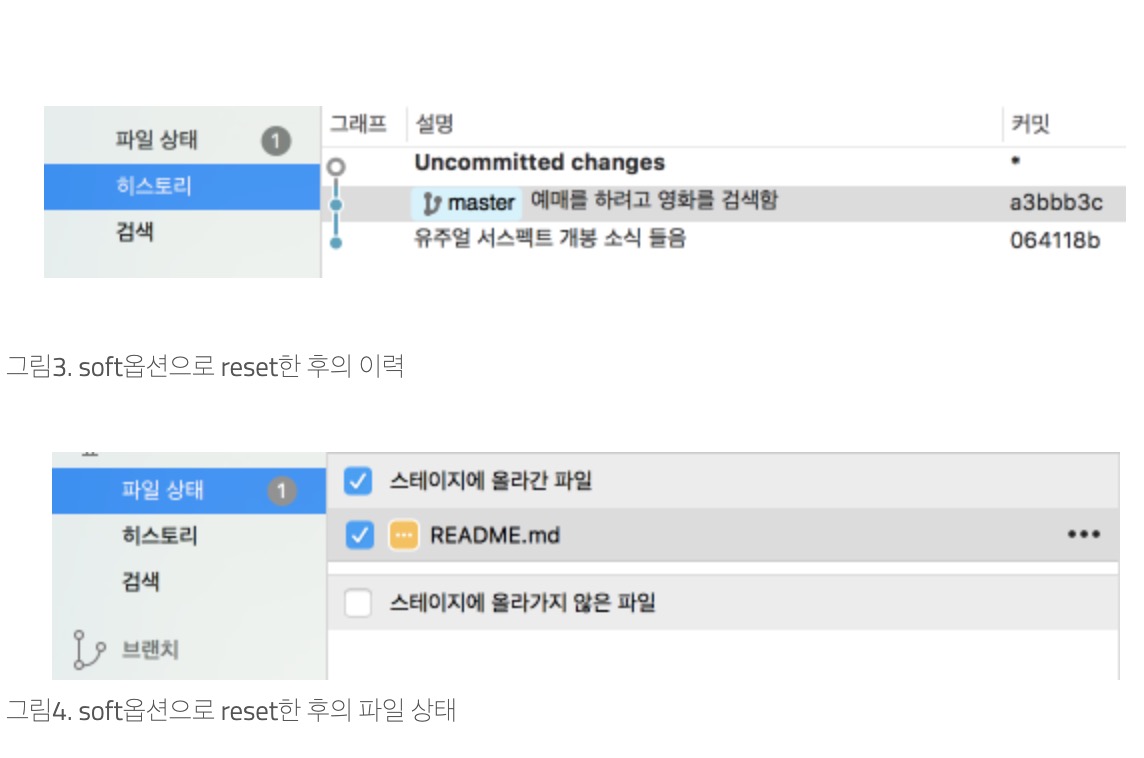 그래프 설명 커밋
파일 상태 1
Uncommitted changes *
히스토리
master 예매를 하려고 영화를 검색함 a3bbb3c
검색
유주얼 서스펙트 개봉 소식 들음 064118b
그림3. soft옵션으로 reset한 후의 이력
스테이지에 올라간 파일
파일 상태 1
히스토리
README.md •••
검색
스테이지에 올라가지 않은 파일
브랜치
그림4. soft옵션으로 reset한 후의 파일 상태